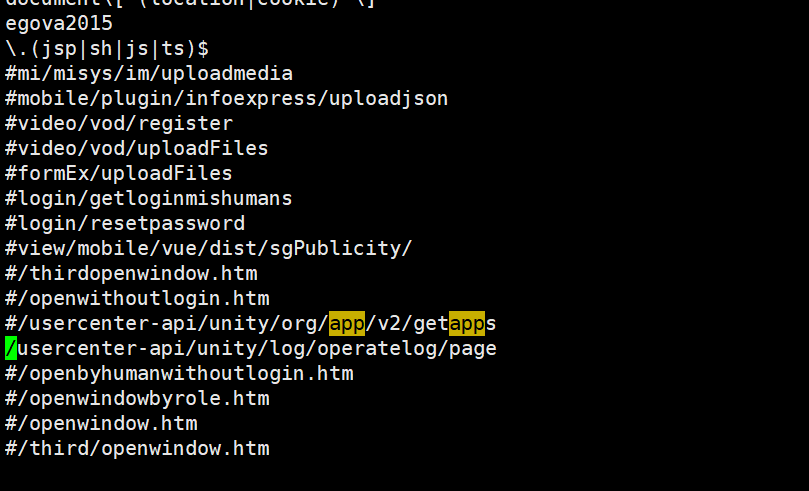 document\[ (location|cookie) \]
egova2015
\.(jsp|sh|js|ts)$
#mi/misys/im/uploadmedia
#mobile/plugin/infoexpress/uploadjson
#video/vod/register
#video/vod/uploadFiles
#formEx/uploadFiles
#login/getloginmishumans
#login/resetpassword
#view/mobile/vue/dist/sgPublicity/
#/thirdopenwindow.htm
#/openwithoutlogin.htm
#/usercenter-api/unity/org/app/v2/getapps
/usercenter-api/unity/log/operatelog/page
#/openbyhumanwithoutlogin.htm
#/openwindowbyrole.htm
#/openwindow.htm
#/third/openwindow.htm